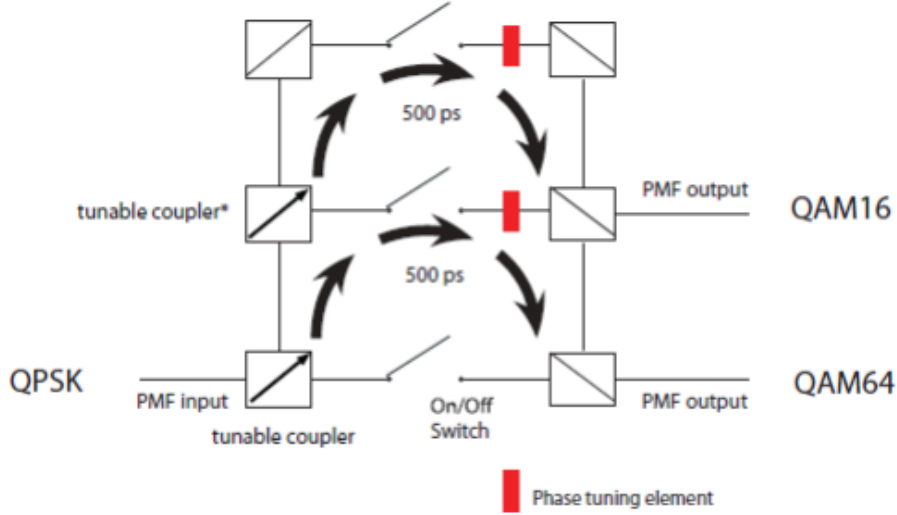 500 ps
PMF output
tunable coupler*
QAM16
500 ps
QPSK
PMF input
On/Off
Switch
PMF output
QAM64
tunable coupler
Phase tuning element